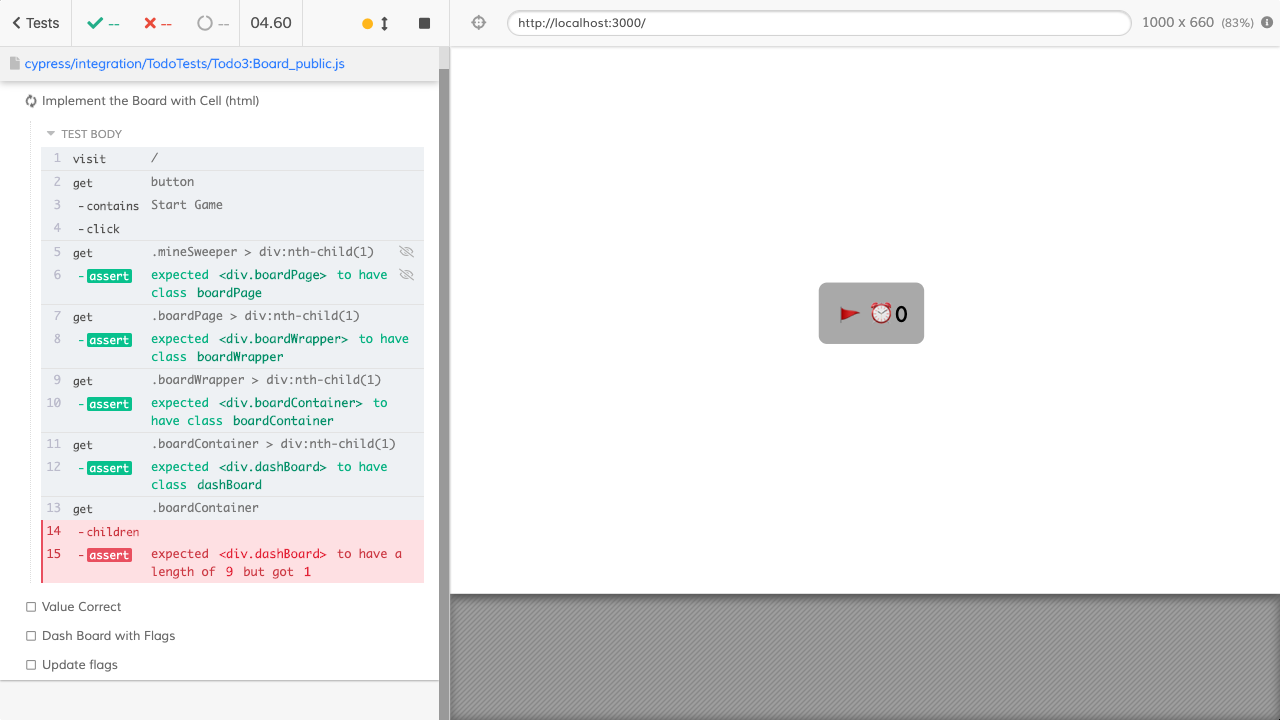 Tests -- -- -- 04.60
http://localhost:3000/ 1000 x 660 (83%)
cypress/integration/TodoTests/Todo3:Board_public.js
Implement the Board with Cell (html)
TEST BODY
1 visit /
2 get button
3 -contains Start Game
4 -click
5 get .mineSweeper > div:nth-child(1)
6 -assert expected <div.boardPage> to have
class boardPage
7 get .boardPage > div:nth-child(1)
8 -assert expected <div.boardWrapper> to have
class boardWrapper
9 get .boardWrapper > div:nth-child(1)
10 -assert expected <div.boardContainer> to
have class boardContainer
11 get .boardContainer > div:nth-child(1)
12 -assert expected <div.dashBoard> to have
class dashBoard
13 get .boardContainer
14 -children
15 -assert expected <div.dashBoard> to have a
length of 9 but got 1
Value Correct
Dash Board with Flags
Update flags
0